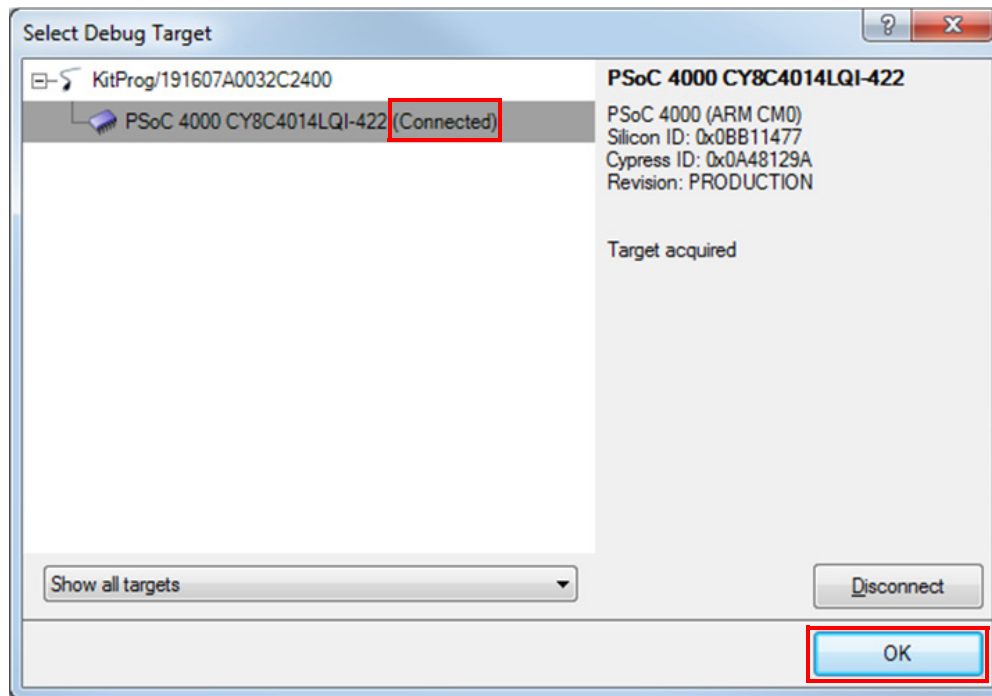 Select Debug Target
KitProg/191607A0032C2400
PSoC 4000 CY8C4014LQI-422 (Connected)
PSoC 4000 CY8C4014LQI-422
PSoC 4000 (ARM CM0)
Silicon ID: 0x0BB11477
Cypress ID: 0x0A48129A
Revision: PRODUCTION
Target acquired
Show all targets
Disconnect
OK